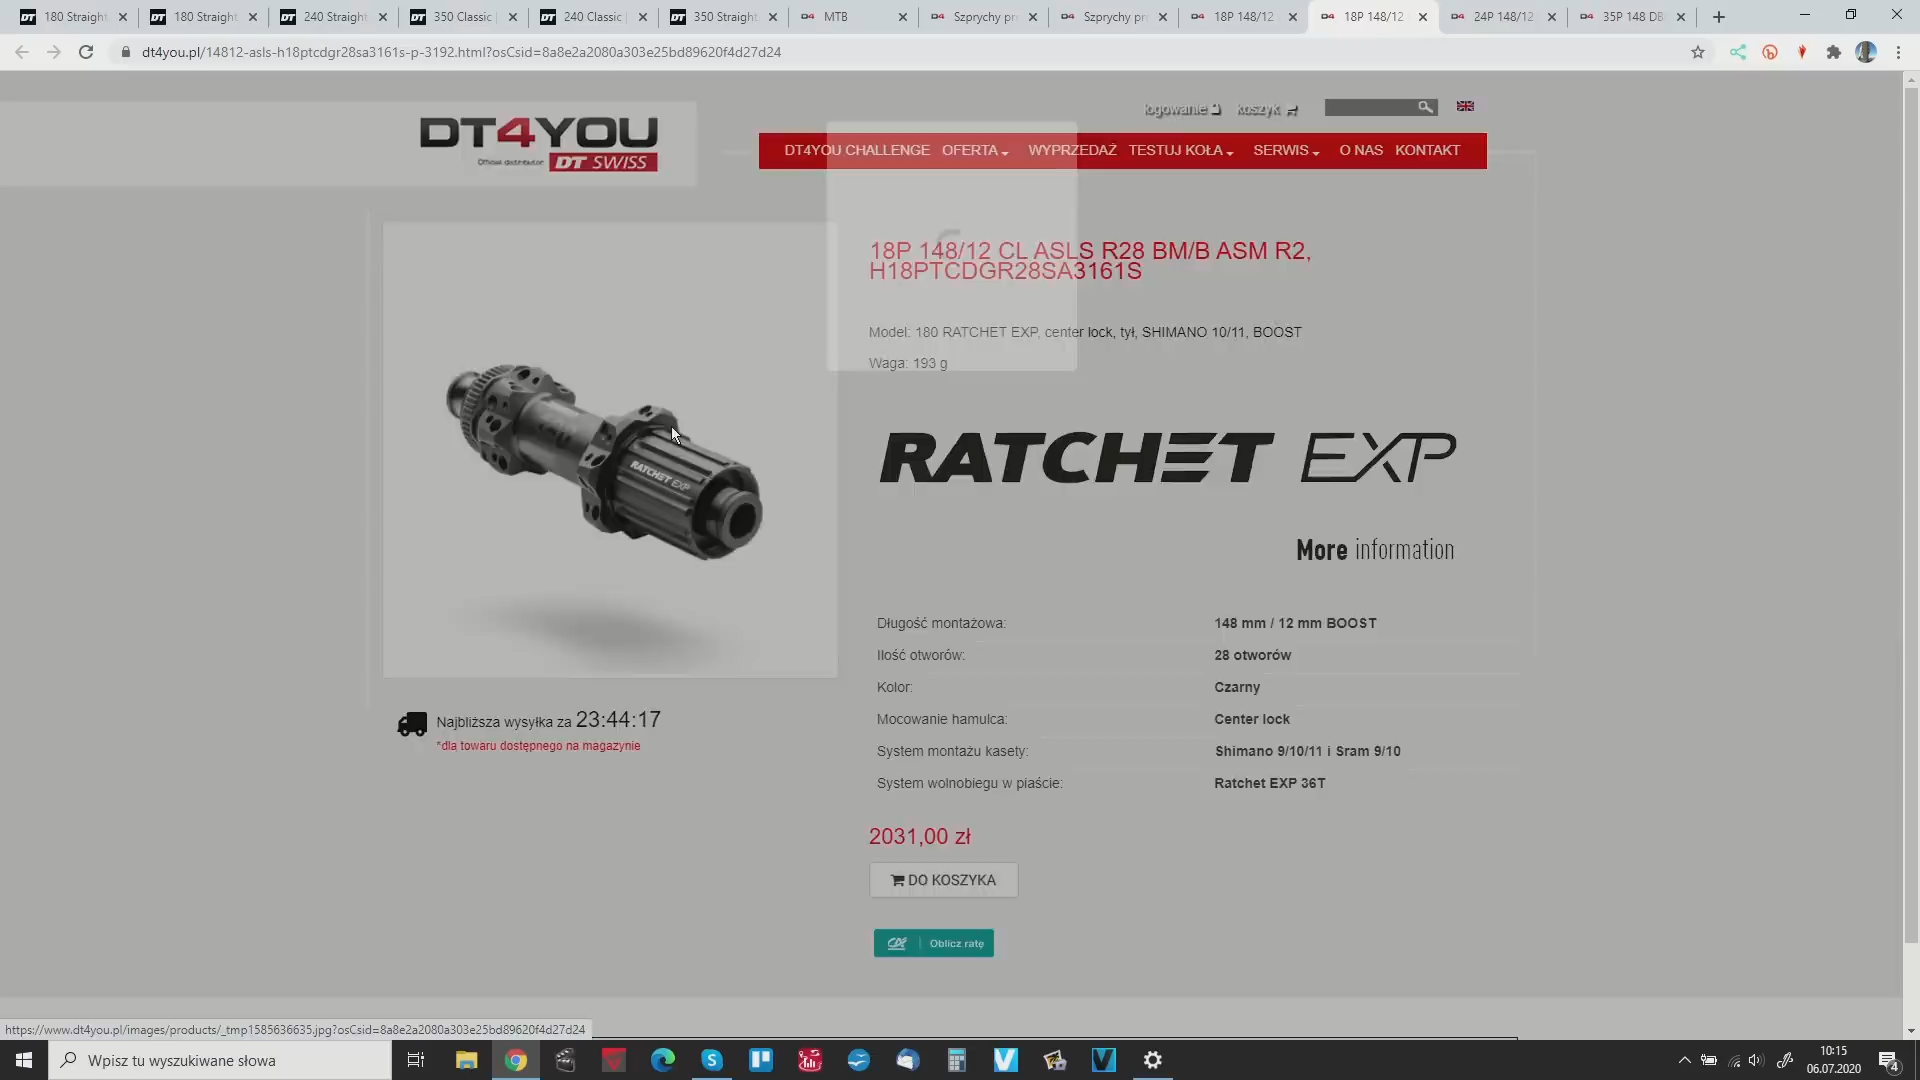 180 Straight
180 Straight
240 Straight
350 Classic
240 Classic
350 Straight
MTB
Szprychy pr
Szprychy pr
18P 148/12
18P 148/12
24P 148/12
35P 148 DB
dt4you.pl/14812-asls-h18ptcdgr28sa3161s-p-3192.html?osCsid=8a8e2a2080a303e25bd89620f4d27d24
logowanie
koszyk
DT4YOU
Official distributor DT SWISS
DT4YOU CHALLENGE OFERTA WYPRZEDAŻ TESTUJ KOŁA SERWIS O NAS KONTAKT
18P 148/12 CL ASLS R28 BM/B ASM R2,
H18PTCDGR28SA3161S
Model: 180 RATCHET EXP, center lock, tył, SHIMANO 10/11, BOOST
Waga: 193 g
RATCHET EXP
RATCHET EXP
More information
Długość montażowa: 148 mm / 12 mm BOOST
Ilość otworów: 28 otworów
Kolor: Czarny
Mocowanie hamulca: Center lock
System montażu kasety: Shimano 9/10/11 i Sram 9/10
System wolnobiegu w piaście: Ratchet EXP 36T
Najbliższa wysyłka za 23:44:17
*dla towaru dostępnego na magazynie
2031,00 zł
DO KOSZYKA
Oblicz ratę
https://www.dt4you.pl/images/products/_tmp1585636635.jpg?osCsid=8a8e2a2080a303e25bd89620f4d27d24
Wpisz tu wyszukiwane słowa
10:15
06.07.2020
4